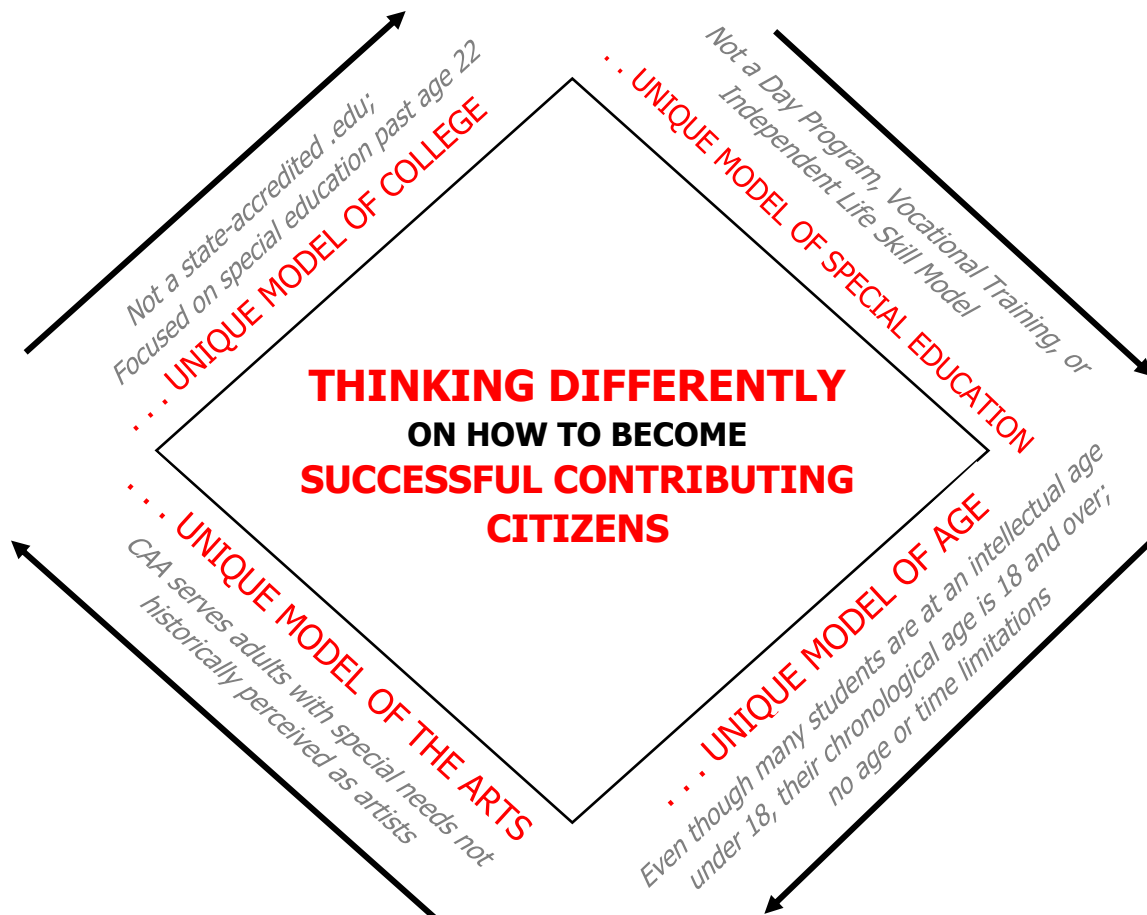 Not a state-accredited .edu;
Focused on special education past age 22
. . . UNIQUE MODEL OF COLLEGE
Not a Day Program, Vocational Training, or
Independent Life Skill Model
. . UNIQUE MODEL OF SPECIAL EDUCATION
THINKING DIFFERENTLY
ON HOW TO BECOME
SUCCESSFUL CONTRIBUTING
CITIZENS
. . . UNIQUE MODEL OF THE ARTS
CAA serves adults with special needs not
historically perceived as artists
. . . UNIQUE MODEL OF AGE
Even though many students are at an intellectual age
under 18, their chronological age is 18 and over;
no age or time limitations